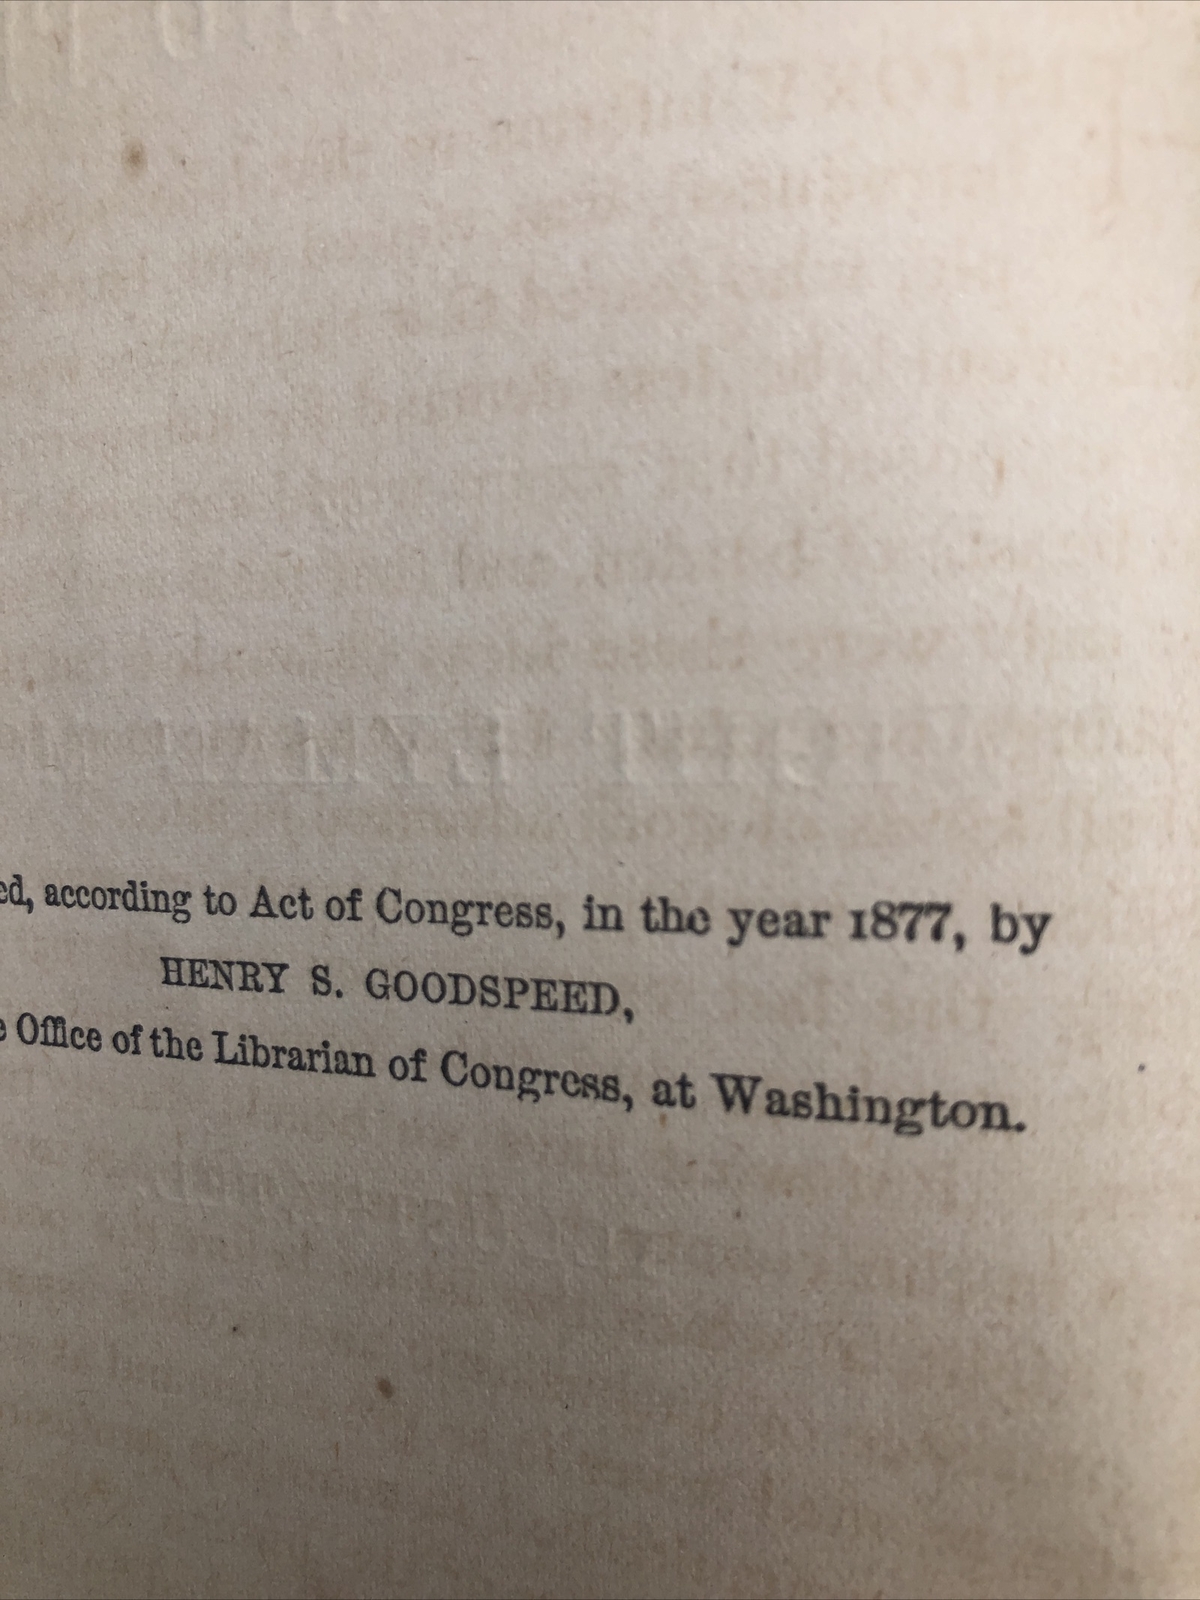 ed, according to Act of Congress, in the year 1877, by
HENRY S. GOODSPEED,
e Office of the Librarian of Congress, at Washington.